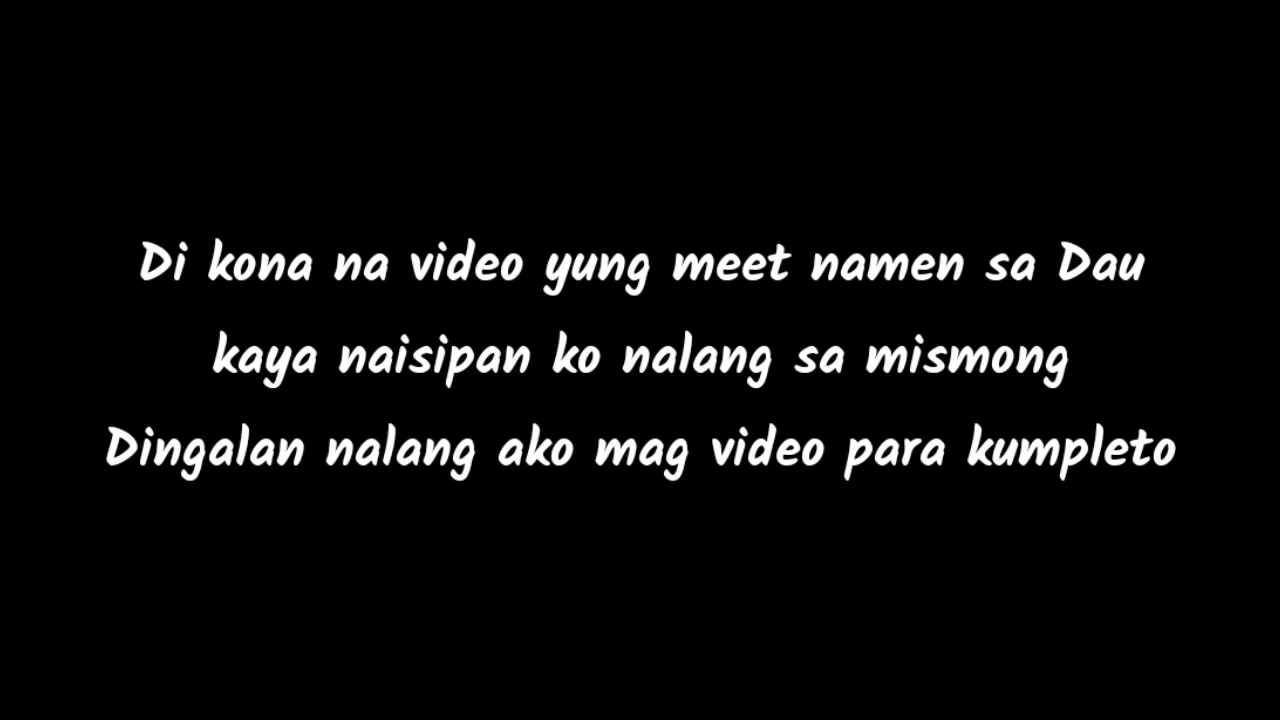 Di kona na video yung meet namen sa Dau
kaya naisipan ko nalang sa mismong
Dingalan nalang ako mag video para kumpleto